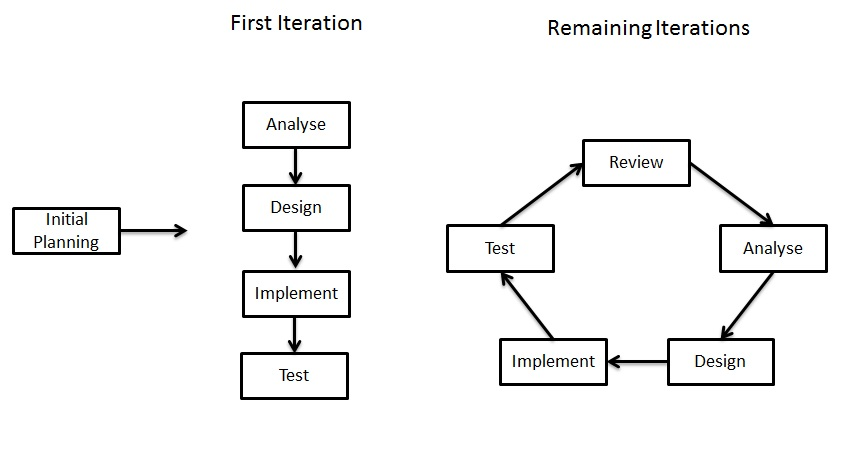 First Iteration
Remaining Iterations
Initial
Planning
Analyse
Design
Implement
Test
Review
Analyse
Design
Implement
Test